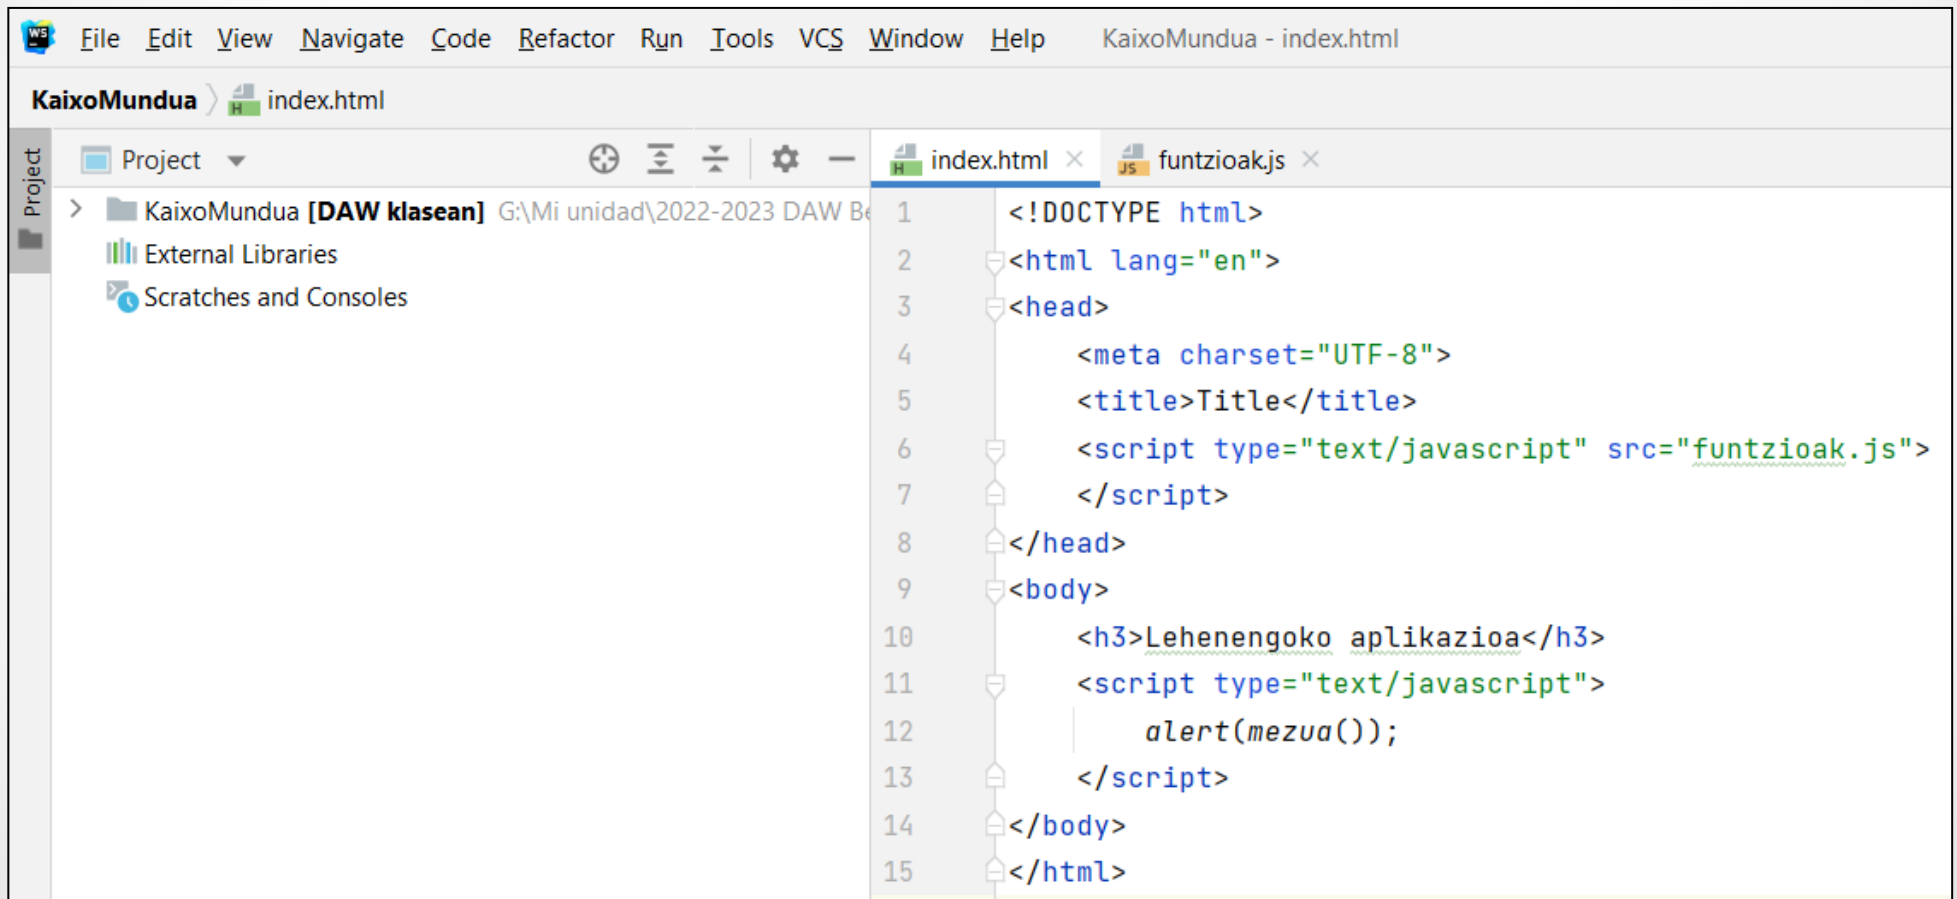 WS File Edit View Navigate Code Refactor Run Tools VCS Window Help KaixoMundua - index.html
KaixoMundua index.html
Project
Project
KaixoMundua [DAW klasean] G:\Mi unidad\2022-2023 DAW Be
External Libraries
Scratches and Consoles
index.html funtzioak.js
1 <!DOCTYPE html>
2 <html lang="en">
3 <head>
4 <meta charset="UTF-8">
5 <title>Title</title>
6 <script type="text/javascript" src="funtzioak.js">
7 </script>
8 </head>
9 <body>
10 <h3>Lehenengoko aplikazioa</h3>
11 <script type="text/javascript">
12 alert(mezua());
13 </script>
14 </body>
15 </html>